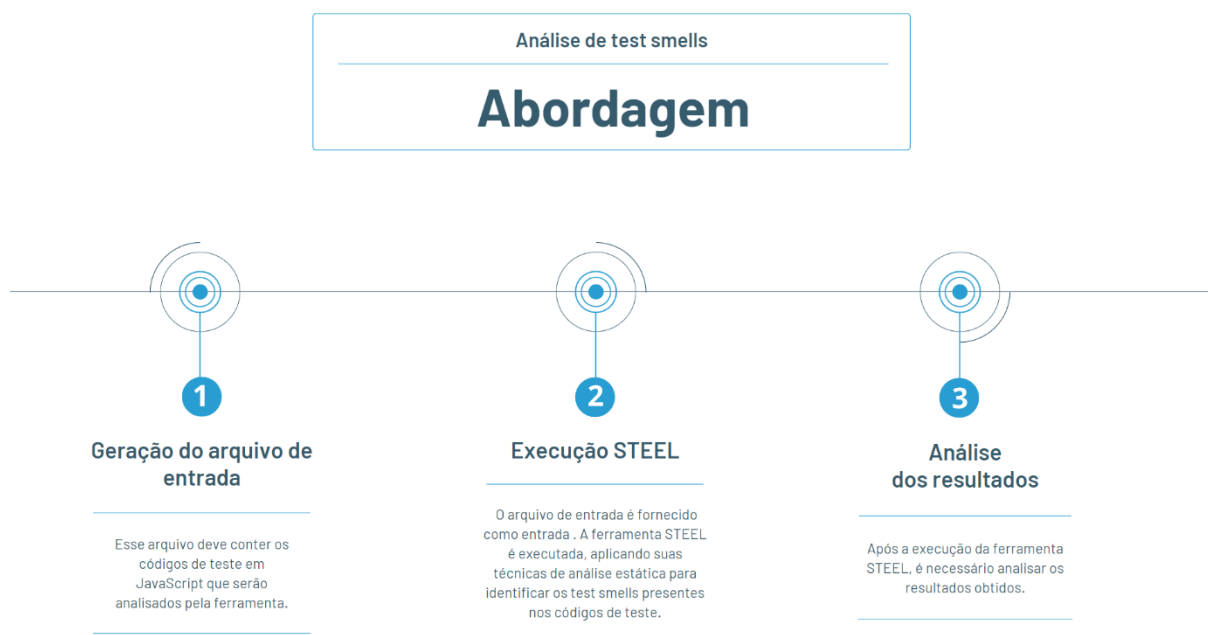 Análise de test smells
Abordagem
1
Geração do arquivo de
entrada
Esse arquivo deve conter os
códigos de teste em
JavaScript que serão
analisados pela ferramenta.
2
Execução STEEL
O arquivo de entrada é fornecido
como entrada . A ferramenta STEEL
é executada, aplicando suas
técnicas de análise estática para
identificar os test smells presentes
nos códigos de teste.
3
Análise
dos resultados
Após a execução da ferramenta
STEEL, é necessário analisar os
resultados obtidos.